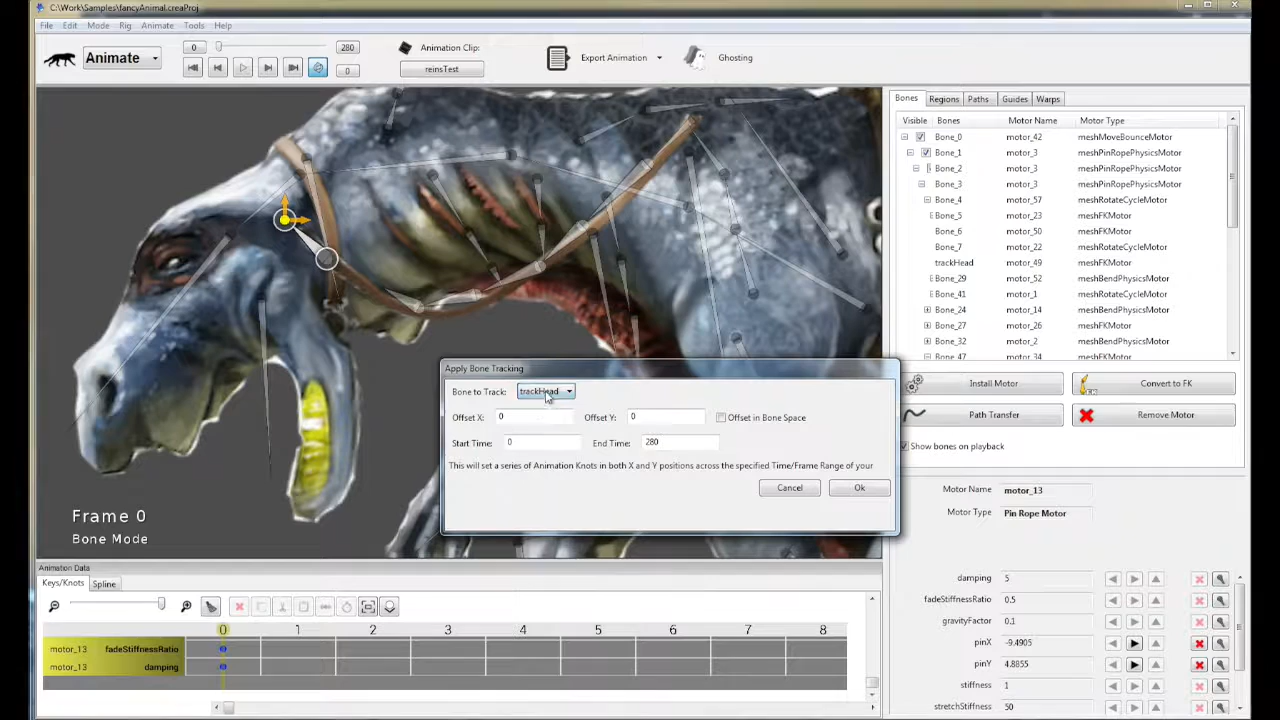 C:\Work\Samples\fancyAnimal.creaProj
File Edit Mode Rig Animate Tools Help
Animate
0 280
0
Animation Clip:
reinsTest
Export Animation
Ghosting
Frame 0
Bone Mode
Apply Bone Tracking
Bone to Track: trackHead
Offset X: 0 Offset Y: 0 Offset in Bone Space
Start Time: 0 End Time: 280
This will set a series of Animation Knots in both X and Y positions across the specified Time/Frame Range of your
Cancel Ok
Bones Regions Paths Guides Warps
Visible Bones Motor Name Motor Type
Bone_0 motor_42 meshMoveBounceMotor
Bone_1 motor_3 meshPinRopePhysicsMotor
Bone_2 motor_3 meshPinRopePhysicsMotor
Bone_3 motor_3 meshPinRopePhysicsMotor
Bone_4 motor_57 meshRotateCycleMotor
Bone_5 motor_23 meshFKMotor
Bone_6 motor_50 meshFKMotor
Bone_7 motor_22 meshRotateCycleMotor
trackHead motor_49 meshFKMotor
Bone_29 motor_52 meshBendPhysicsMotor
Bone_41 motor_1 meshRotateCycleMotor
Bone_24 motor_14 meshFKMotor
Bone_27 motor_26 meshFKMotor
Bone_32 motor_2 meshBendPhysicsMotor
Bone_47 motor_34 meshFKMotor
Install Motor Convert to FK
Path Transfer Remove Motor
Show bones on playback
Motor Name motor_13
Motor Type Pin Rope Motor
damping 5
fadeStiffnessRatio 0.5
gravityFactor 0.1
pinX -9.4905
pinY 4.8855
stiffness 1
stretchStiffness 50
Animation Data
Keys/Knots Spline
0 1 2 3 4 5 6 7 8
motor_13 fadeStiffnessRatio
motor_13 damping